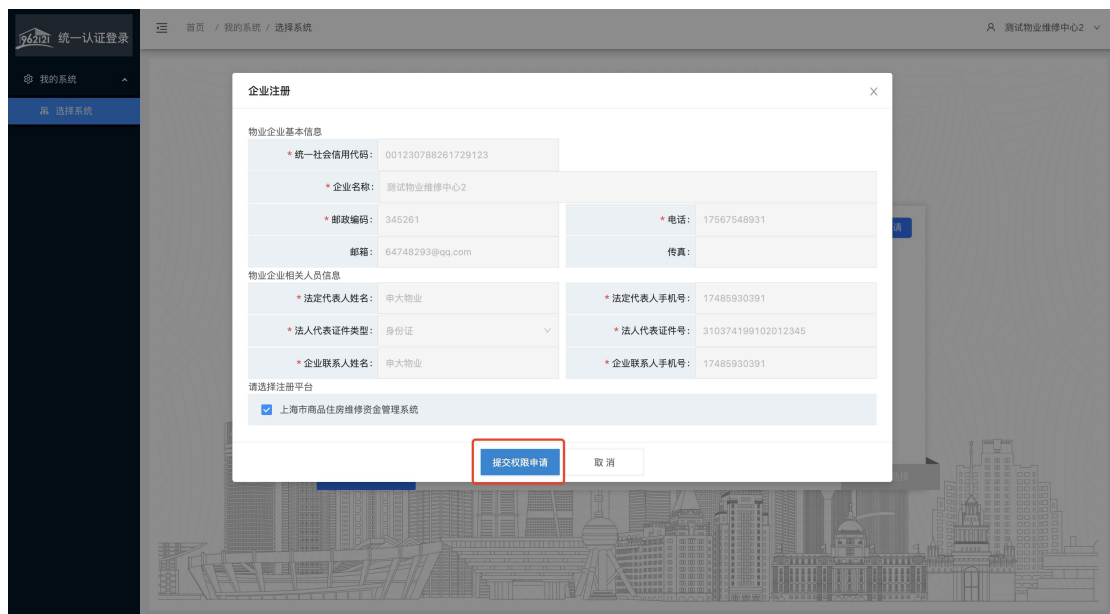 962121 统一认证登录
首页 / 我的系统 / 选择系统
测试物业维修中心2
我的系统
选择系统
企业注册
物业企业基本信息
* 统一社会信用代码： 001230788261729123
* 企业名称： 测试物业维修中心2
* 邮政编码： 345261 * 电话： 17567548931
邮箱： 64748293@qq.com 传真：
物业企业相关人员信息
* 法定代表人姓名： 申大物业 * 法定代表人手机号： 17485930391
* 法人代表证件类型： 身份证 * 法人代表证件号： 310374199102012345
* 企业联系人姓名： 申大物业 * 企业联系人手机号： 17485930391
请选择注册平台
上海市商品住房维修资金管理系统
提交权限申请 取消
请
选择